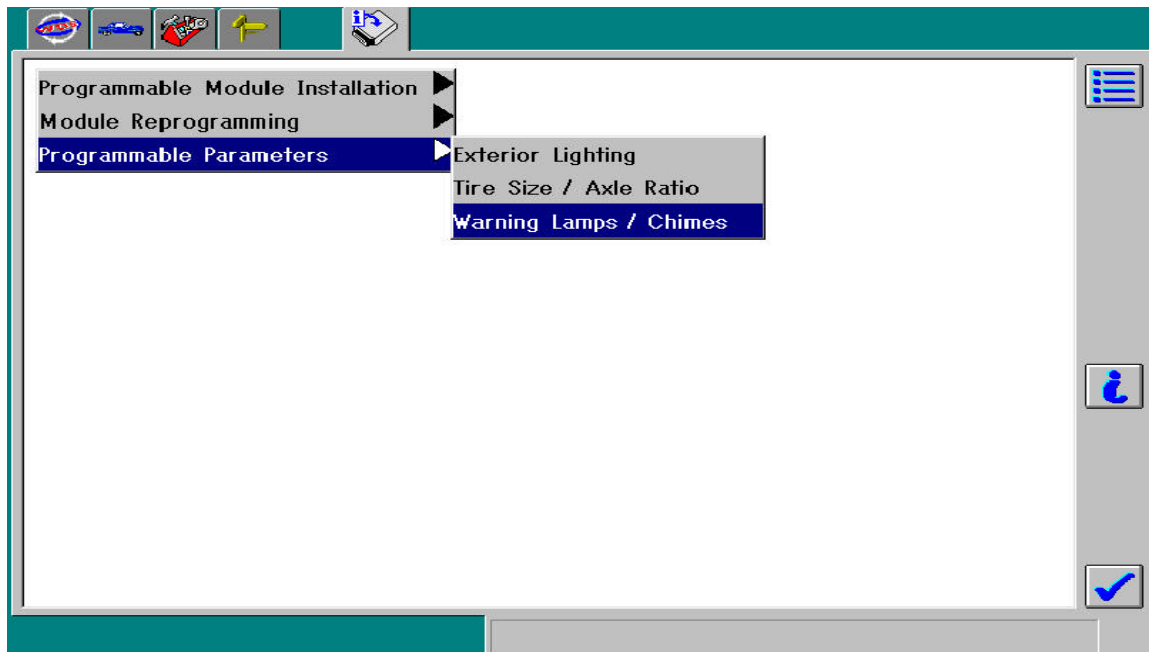 Programmable Module Installation
Module Reprogramming
Programmable Parameters
Exterior Lighting
Tire Size / Axle Ratio
Warning Lamps / Chimes